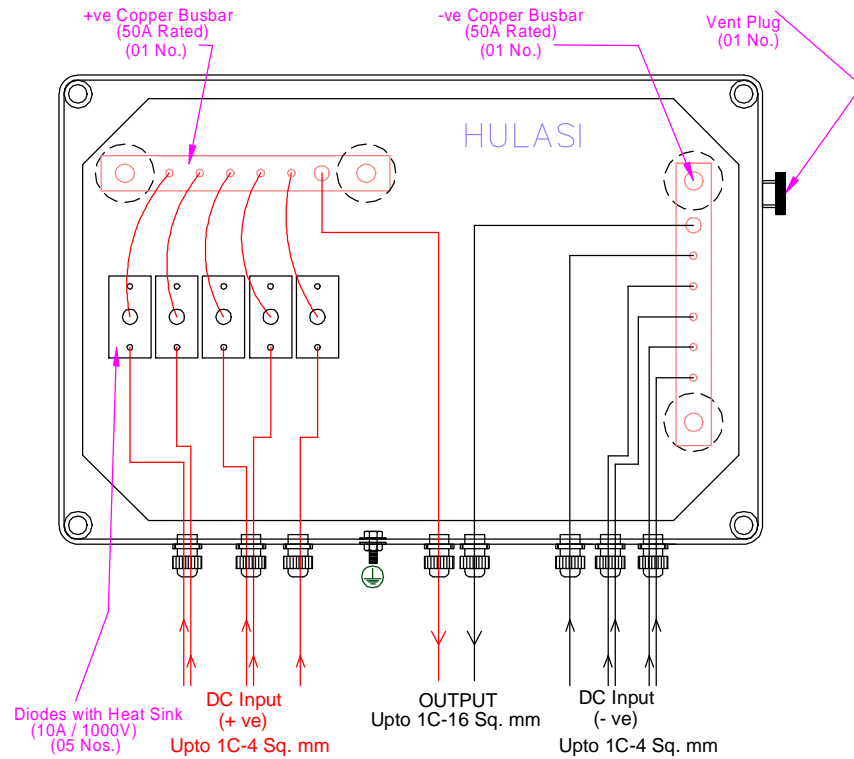 +ve Copper Busbar
(50A Rated)
(01 No.)
-ve Copper Busbar
(50A Rated)
(01 No.)
Vent Plug
(01 No.)
HULASI
Diodes with Heat Sink
(10A / 1000V)
(05 Nos.)
DC Input
(+ ve)
Upto 1C-4 Sq. mm
OUTPUT
Upto 1C-16 Sq. mm
DC Input
(- ve)
Upto 1C-4 Sq. mm